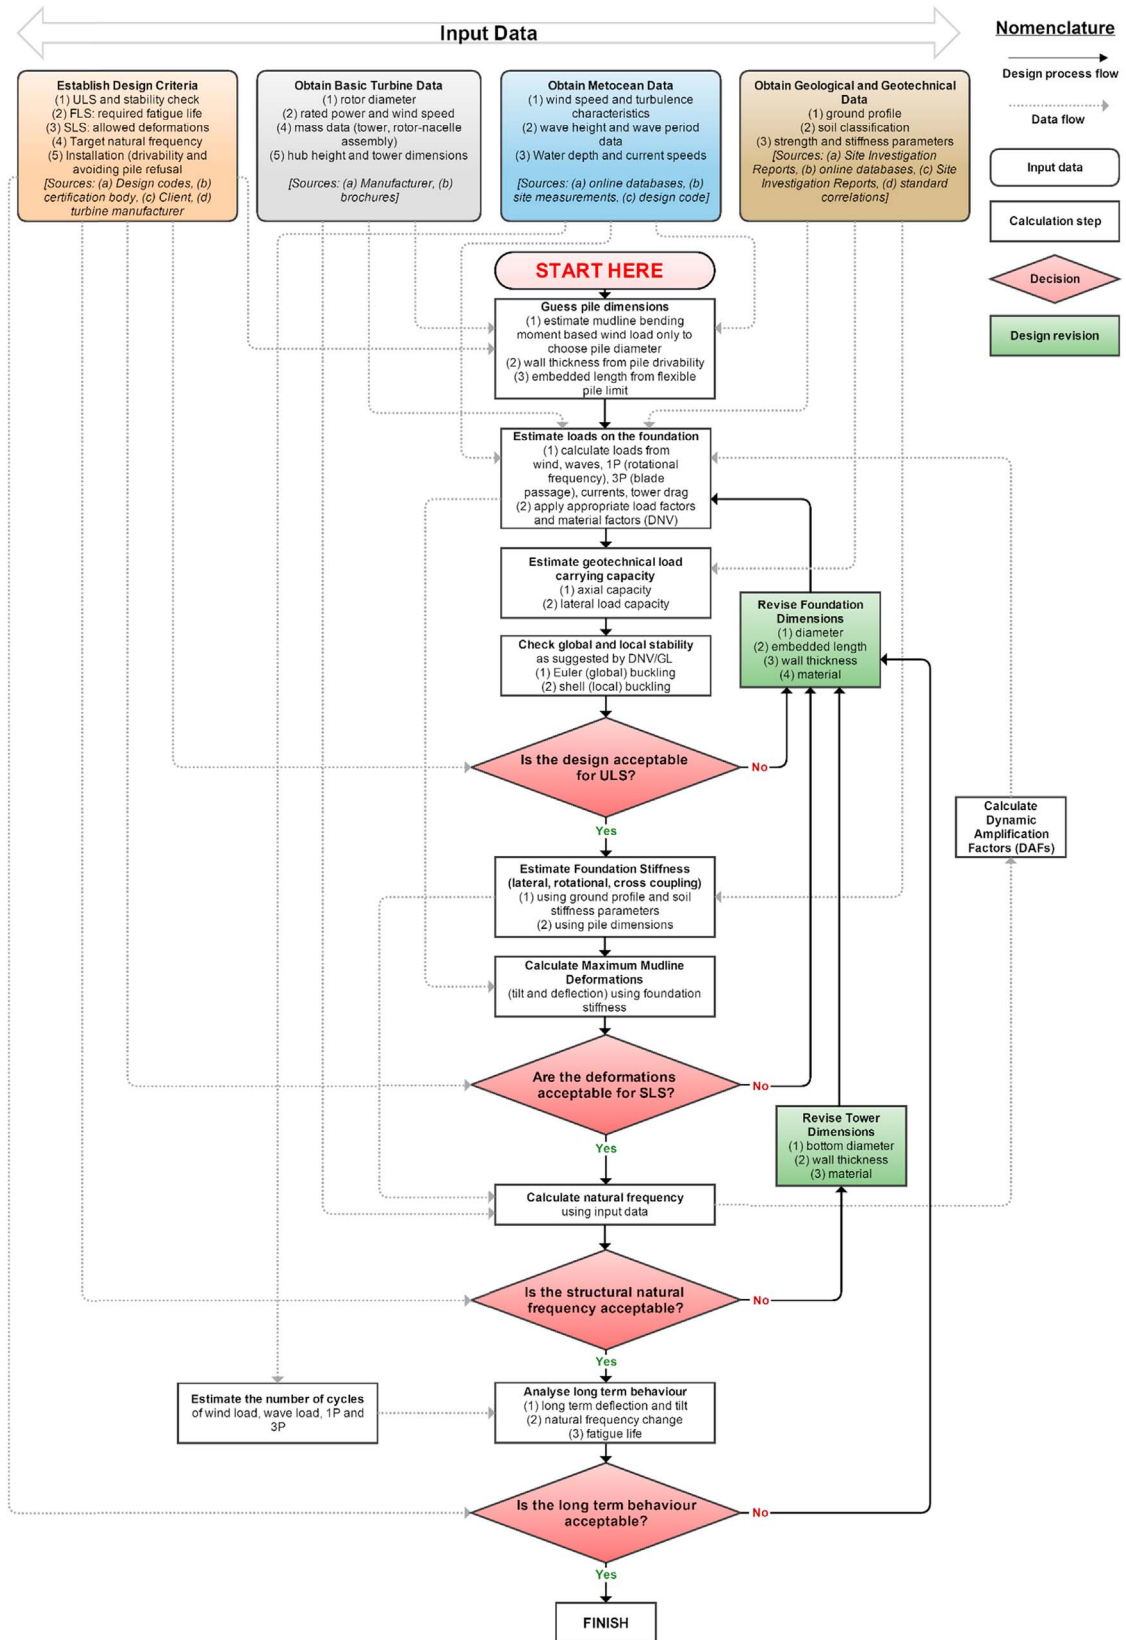 Input Data
Nomenclature
Design process flow
Data flow
Input data
Calculation step
Decision
Design revision
Establish Design Criteria
(1) ULS and stability check
(2) FLS: required fatigue life
(3) SLS: allowed deformations
(4) Target natural frequency
(5) Installation (drivability and
avoiding pile refusal
[Sources: (a) Design codes, (b)
certification body, (c) Client, (d)
turbine manufacturer
Obtain Basic Turbine Data
(1) rotor diameter
(2) rated power and wind speed
(4) mass data (tower, rotor-nacelle
assembly)
(5) hub height and tower dimensions
[Sources: (a) Manufacturer, (b)
brochures]
Obtain Metocean Data
(1) wind speed and turbulence
characteristics
(2) wave height and wave period
data
(3) Water depth and current speeds
[Sources: (a) online databases, (b)
site measurements, (c) design code]
Obtain Geological and Geotechnical
Data
(1) ground profile
(2) soil classification
(3) strength and stiffness parameters
[Sources: (a) Site Investigation
Reports, (b) online databases, (c) Site
Investigation Reports, (d) standard
correlations]
START HERE
Guess pile dimensions
(1) estimate mudline bending
moment based wind load only to
choose pile diameter
(2) wall thickness from pile drivability
(3) embedded length from flexible
pile limit
Estimate loads on the foundation
(1) calculate loads from
wind, waves, 1P (rotational
frequency), 3P (blade
passage), currents, tower drag
(2) apply appropriate load factors
and material factors (DNV)
Estimate geotechnical load
carrying capacity
(1) axial capacity
(2) lateral load capacity
Revise Foundation
Dimensions
(1) diameter
(2) embedded length
(3) wall thickness
(4) material
Check global and local stability
as suggested by DNV/GL
(1) Euler (global) buckling
(2) shell (local) buckling
Is the design acceptable
for ULS?
No
Yes
Calculate
Dynamic
Amplification
Factors (DAFs)
Estimate Foundation Stiffness
(lateral, rotational, cross coupling)
(1) using ground profile and soil
stiffness parameters
(2) using pile dimensions
Calculate Maximum Mudline
Deformations
(tilt and deflection) using foundation
stiffness
Are the deformations
acceptable for SLS?
No
Yes
Revise Tower
Dimensions
(1) bottom diameter
(2) wall thickness
(3) material
Calculate natural frequency
using input data
Is the structural natural
frequency acceptable?
No
Yes
Estimate the number of cycles
of wind load, wave load, 1P and
3P
Analyse long term behaviour
(1) long term deflection and tilt
(2) natural frequency change
(3) fatigue life
Is the long term behaviour
acceptable?
No
Yes
FINISH